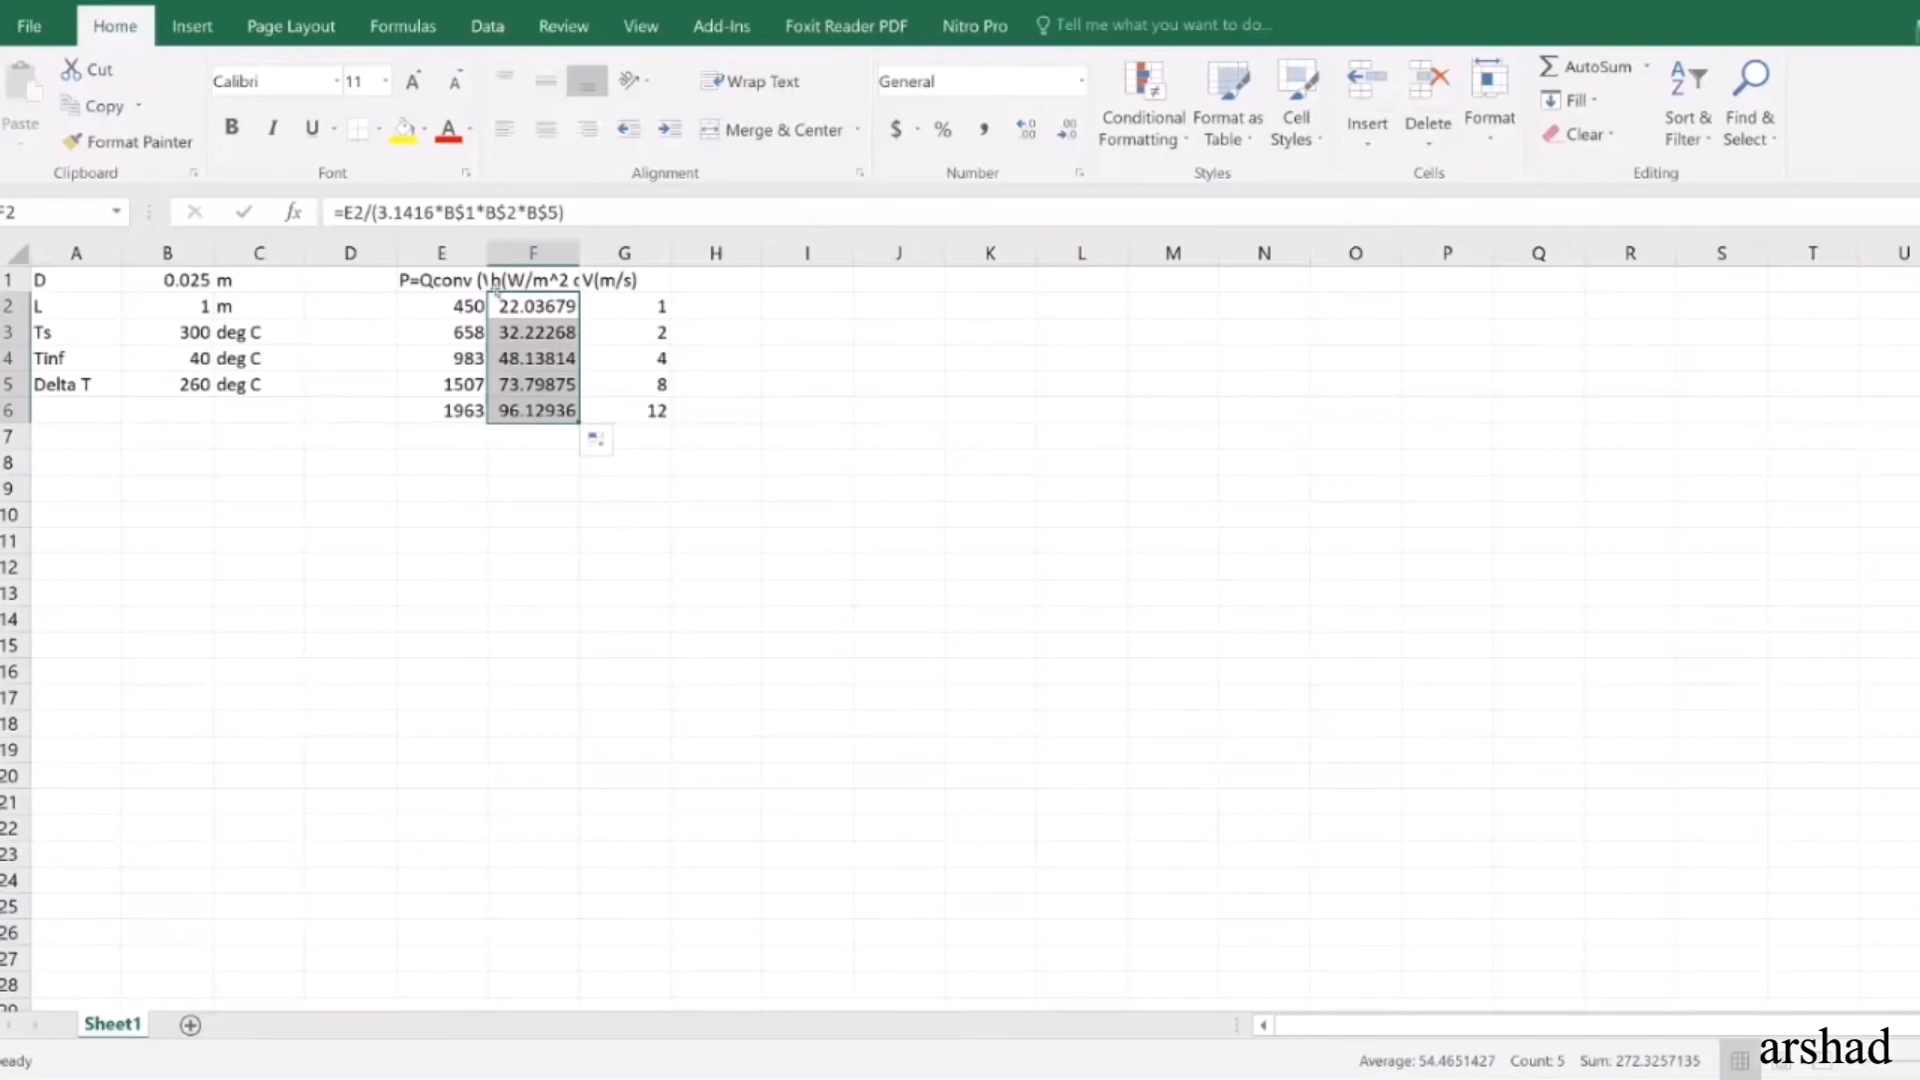 File Home Insert Page Layout Formulas Data Review View Add-Ins Foxit Reader PDF Nitro Pro Tell me what you want to do...
Cut
Copy
Format Painter
Paste
Clipboard
Calibri 11 A A
B I U A
Font
Wrap Text
Merge & Center
Alignment
General
$ % , .00 .00
Number
Conditional Formatting
Format as Table
Cell Styles
Styles
Insert Delete Format
Cells
AutoSum
Fill
Clear
Sort & Filter
Find & Select
Editing
F2 fx =E2/(3.1416*B$1*B$2*B$5)
A B C D E F G H I J K L M N O P Q R S T U
1 D 0.025 m P=Qconv (\ h(W/m^2 c V(m/s)
2 L 1 m 450 22.03679 1
3 Ts 300 deg C 658 32.22268 2
4 Tinf 40 deg C 983 48.13814 4
5 Delta T 260 deg C 1507 73.79875 8
6 1963 96.12936 12
7
8
9
10
11
12
13
14
15
16
17
18
19
20
21
22
23
24
25
26
27
28
29
Sheet1
eady Average: 54.4651427 Count: 5 Sum: 272.3257135
arshad